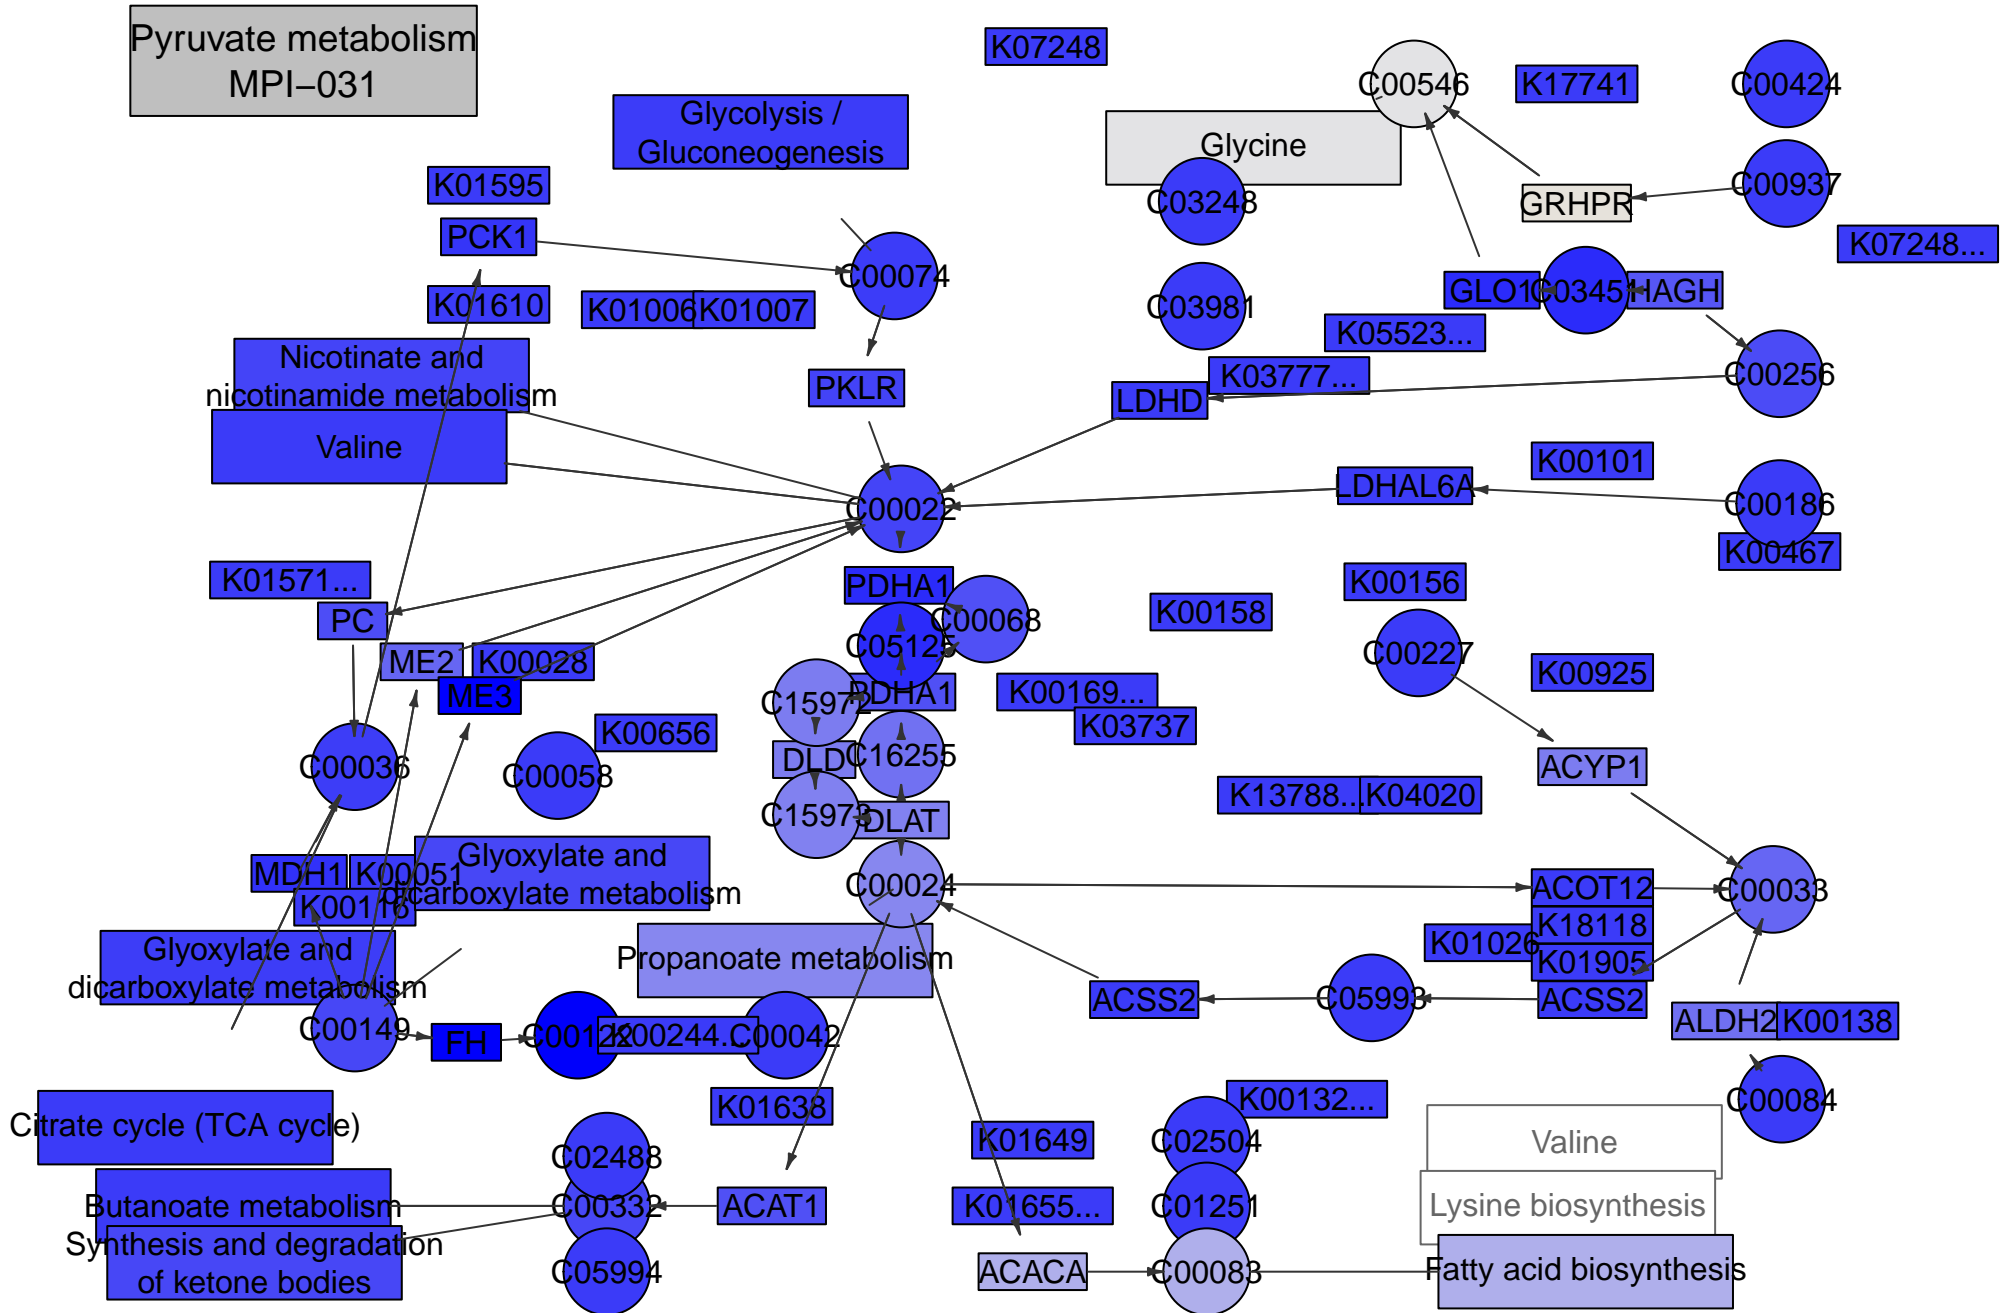 Pyruvate metabolism
MPI−031
K07248
C00546
K17741
C00424
Glycolysis /
Gluconeogenesis
Glycine
K01595
C03248
GRHPR
C00937
PCK1
K07248...
C00074
K01610
K01006
K01007
C03981
GLO1
C03451
HAGH
K05523...
Nicotinate and
nicotinamide metabolism
PKLR
K03777...
LDHD
C00256
Valine
K00101
LDHAL6A
C00186
C00022
K00467
K01571...
PDHA1
K00156
PC
C00068
K00158
C05125
C00227
ME2
K00028
K00925
ME3
C15972
PDHA1
K00169...
K03737
K00656
C00036
C00058
DLD
C16255
ACYP1
K13788...
K04020
C15973
DLAT
MDH1
K00051
Glyoxylate and
dicarboxylate metabolism
K00116
C00024
ACOT12
C00033
K18118
K01026
K01905
Glyoxylate and
dicarboxylate metabolism
Propanoate metabolism
ACSS2
C05993
ACSS2
ALDH2
K00138
C00149
FH
C00122
K00244...
C00042
K01638
K00132...
C00084
Citrate cycle (TCA cycle)
C02488
K01649
C02504
Valine
Butanoate metabolism
C00332
ACAT1
K01655...
C01251
Lysine biosynthesis
Synthesis and degradation
of ketone bodies
C05994
ACACA
C00083
Fatty acid biosynthesis